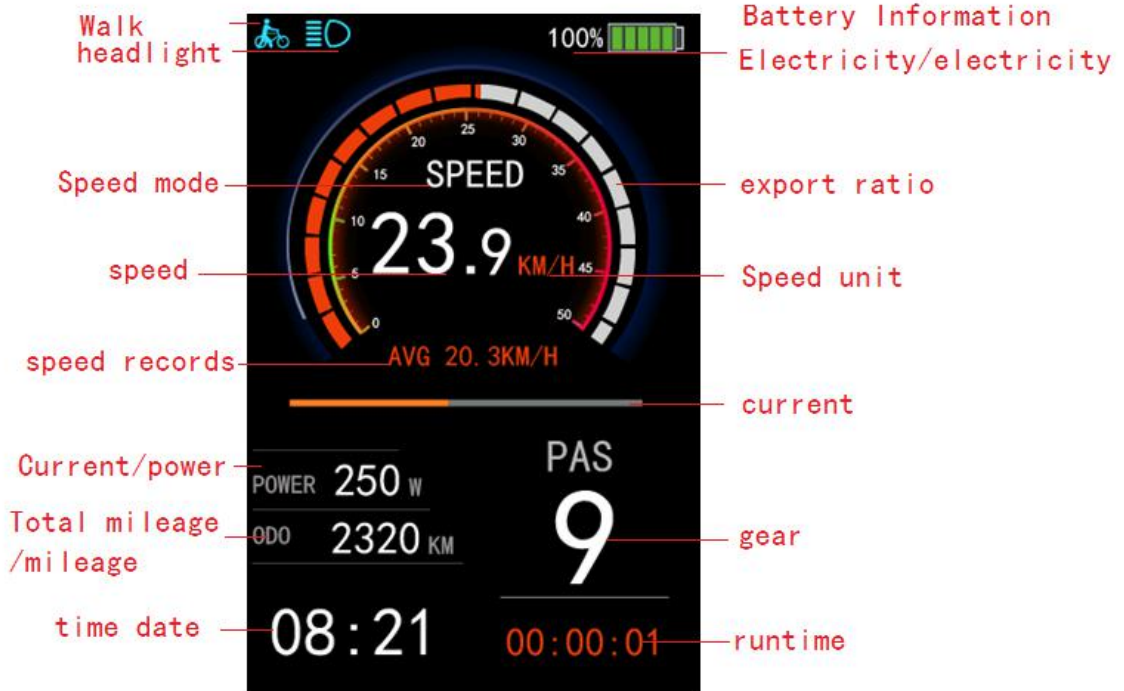 Walk
headlight
100%
Battery Information
Electricity/electricity
Speed mode
SPEED
export ratio
0
5
10
15
20
25
30
35
40
45
50
speed
23.9 KM/H
Speed unit
speed records
AVG 20.3KM/H
current
Current/power
POWER 250 W
PAS
Total mileage
/mileage
ODO 2320 KM
9
gear
time date
08:21
00:00:01
runtime